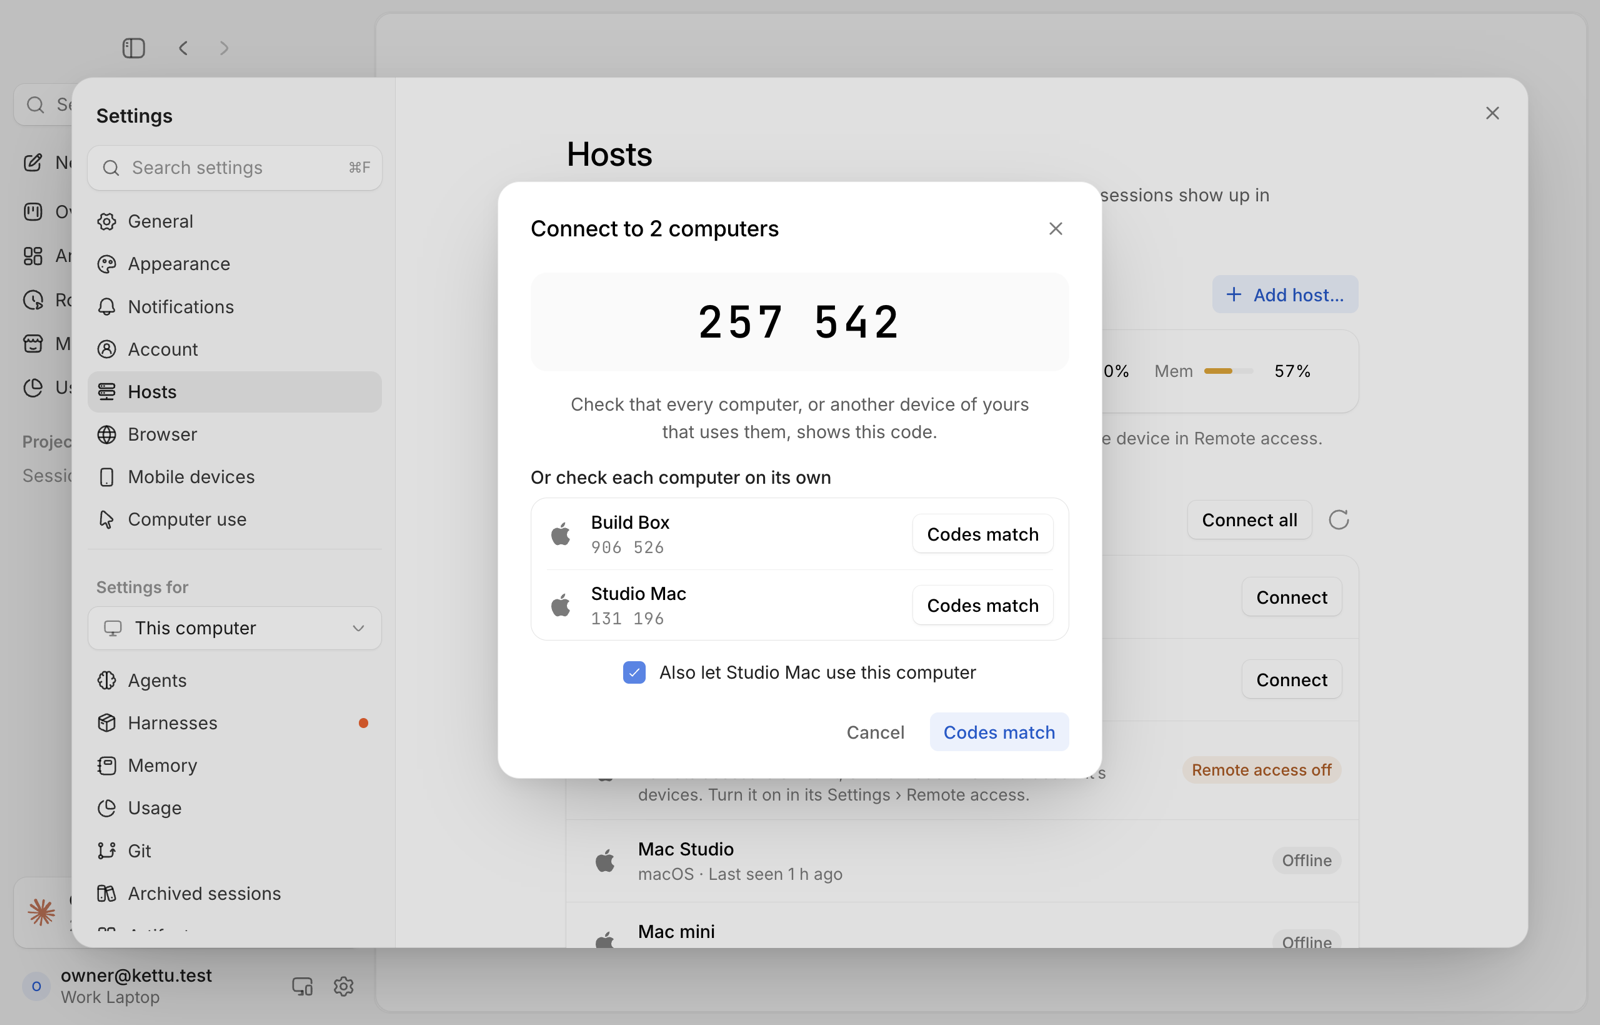 Settings
Search settings
⌘F
General
Appearance
Notifications
Account
Hosts
Browser
Mobile devices
Computer use
Settings for
This computer
Agents
Harnesses
Memory
Usage
Git
Archived sessions
owner@kettu.test
Work Laptop
O
Hosts
sessions show up in
Add host...
0% Mem 57%
device in Remote access.
Connect all
Connect
Connect
Remote access off
devices. Turn it on in its Settings › Remote access.
Mac Studio
macOS · Last seen 1 h ago
Offline
Mac mini
Offline
Connect to 2 computers
257 542
Check that every computer, or another device of yours
that uses them, shows this code.
Or check each computer on its own
Build Box
906 526
Codes match
Studio Mac
131 196
Codes match
Also let Studio Mac use this computer
Cancel
Codes match